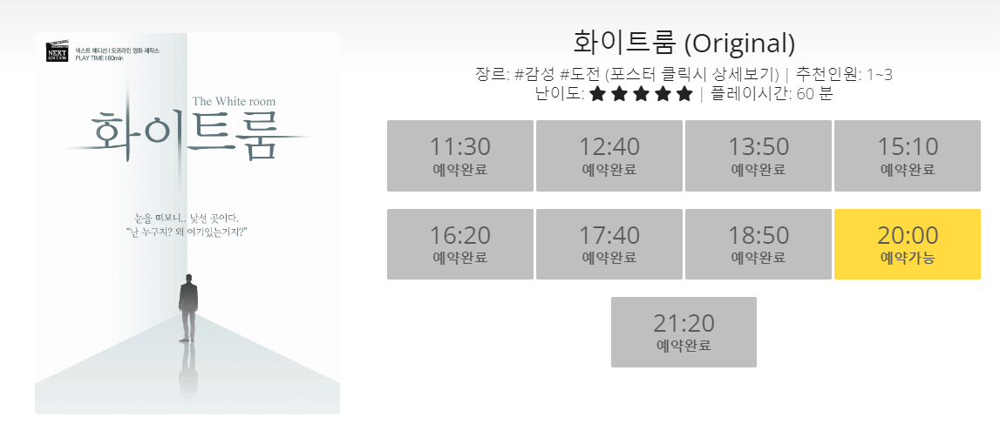 NEXT
EDITION
넥스트 에디션 I 오프라인 영화 제작소
PLAY TIME I 60min
The White room
화이트룸
눈을 떠보니.. 낯선 곳이다.
“난 누구지? 왜 여기있는거지?”
화이트룸 (Original)
장르: #감성 #도전 (포스터 클릭시 상세보기) | 추천인원: 1~3
난이도: ★ ★ ★ ★ ★ | 플레이시간: 60 분
11:30
예약완료
12:40
예약완료
13:50
예약완료
15:10
예약완료
16:20
예약완료
17:40
예약완료
18:50
예약완료
20:00
예약가능
21:20
예약완료